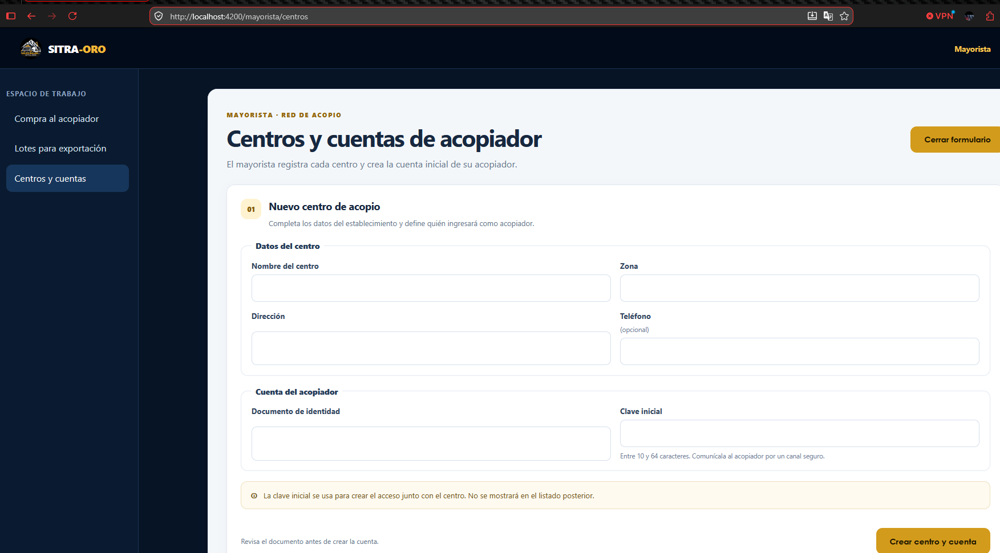 http://localhost:4200/mayorista/centros
VPN
SITRA-ORO
Mayorista
ESPACIO DE TRABAJO
Compra al acopiador
Lotes para exportación
Centros y cuentas
MAYORISTA · RED DE ACOPIO
Centros y cuentas de acopiador
El mayorista registra cada centro y crea la cuenta inicial de su acopiador.
Cerrar formulario
01
Nuevo centro de acopio
Completa los datos del establecimiento y define quién ingresará como acopiador.
Datos del centro
Nombre del centro
Zona
Dirección
Teléfono
(opcional)
Cuenta del acopiador
Documento de identidad
Clave inicial
Entre 10 y 64 caracteres. Comunícala al acopiador por un canal seguro.
La clave inicial se usa para crear el acceso junto con el centro. No se mostrará en el listado posterior.
Revisa el documento antes de crear la cuenta.
Crear centro y cuenta